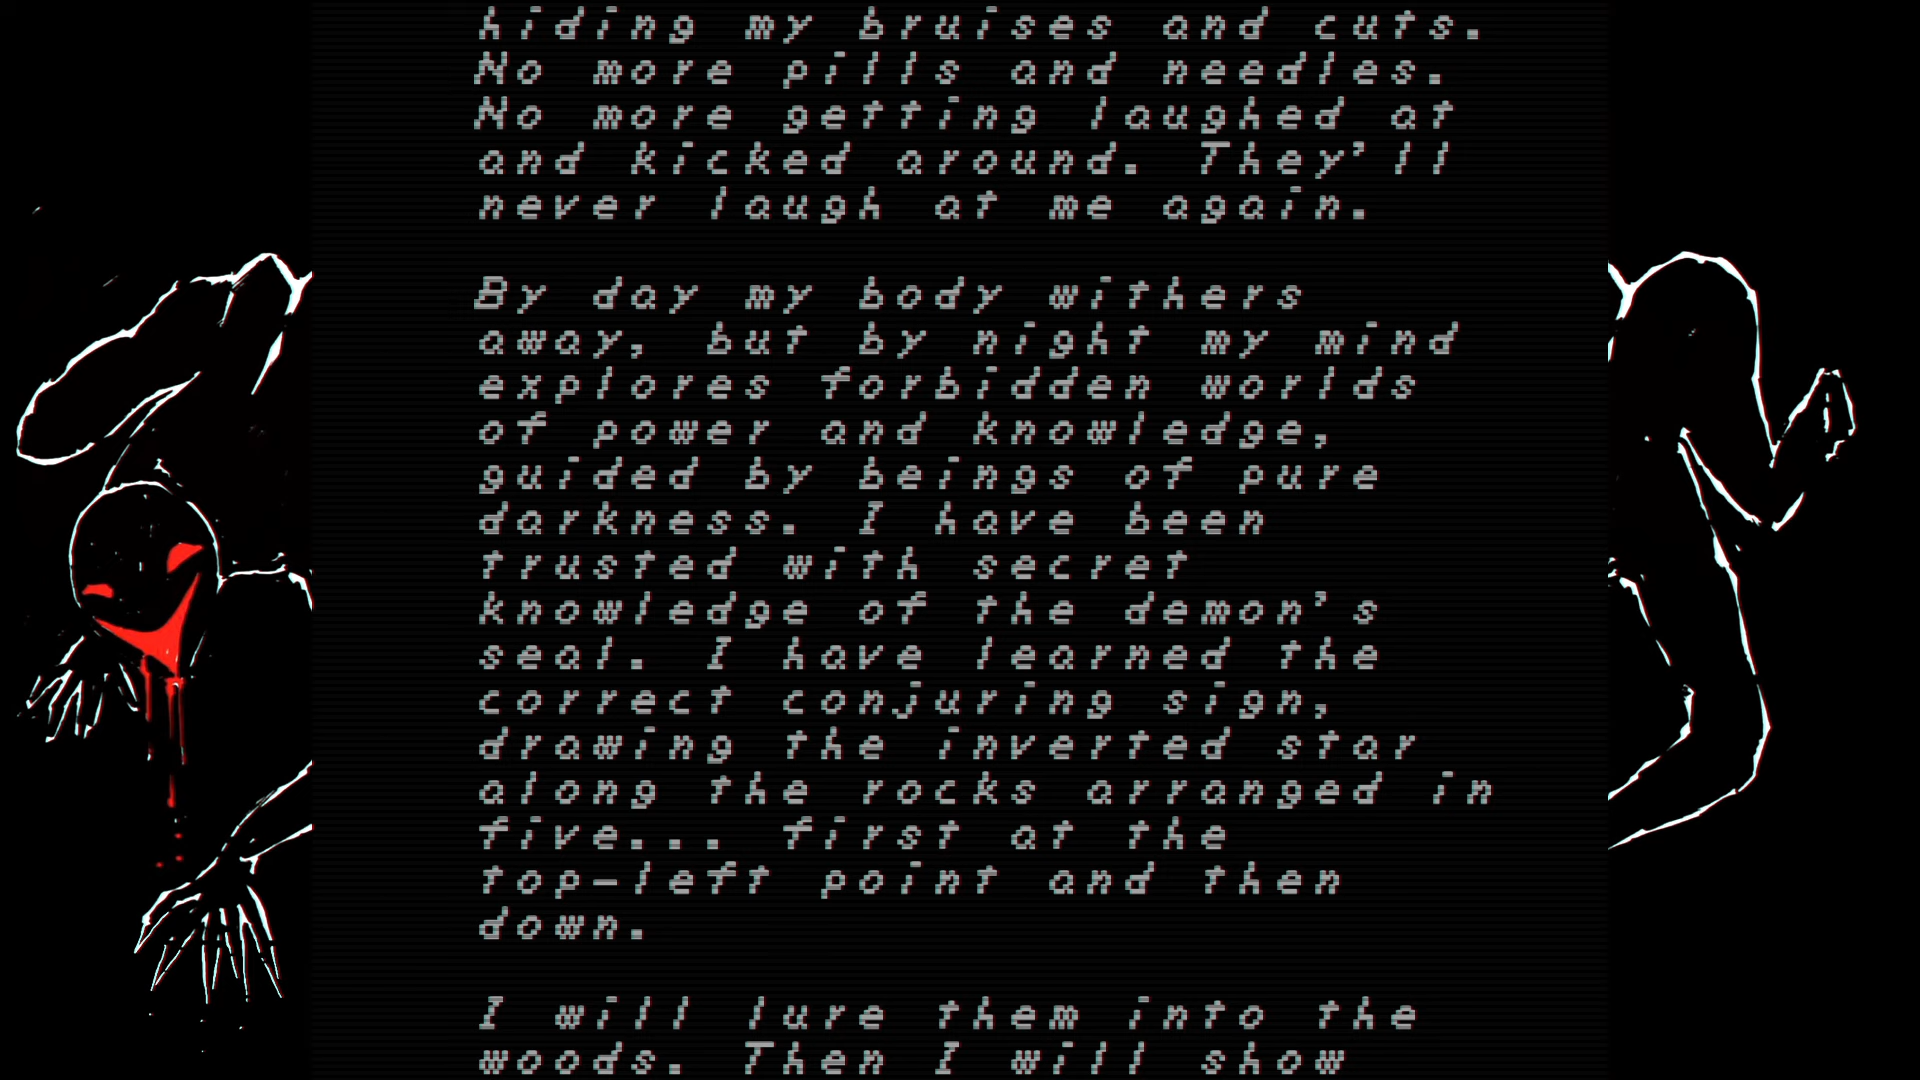 hiding my bruises and cuts.
No more pills and needles.
No more getting laughed at
and kicked around. They'll
never laugh at me again.
By day my body withers
away, but by night my mind
explores forbidden worlds
of power and knowledge,
guided by beings of pure
darkness. I have been
trusted with secret
knowledge of the demon's
seal. I have learned the
correct conjuring sign,
drawing the inverted star
along the rocks arranged in
five... first at the
top-left point and then
down.
I will lure them into the
woods. Then I will show